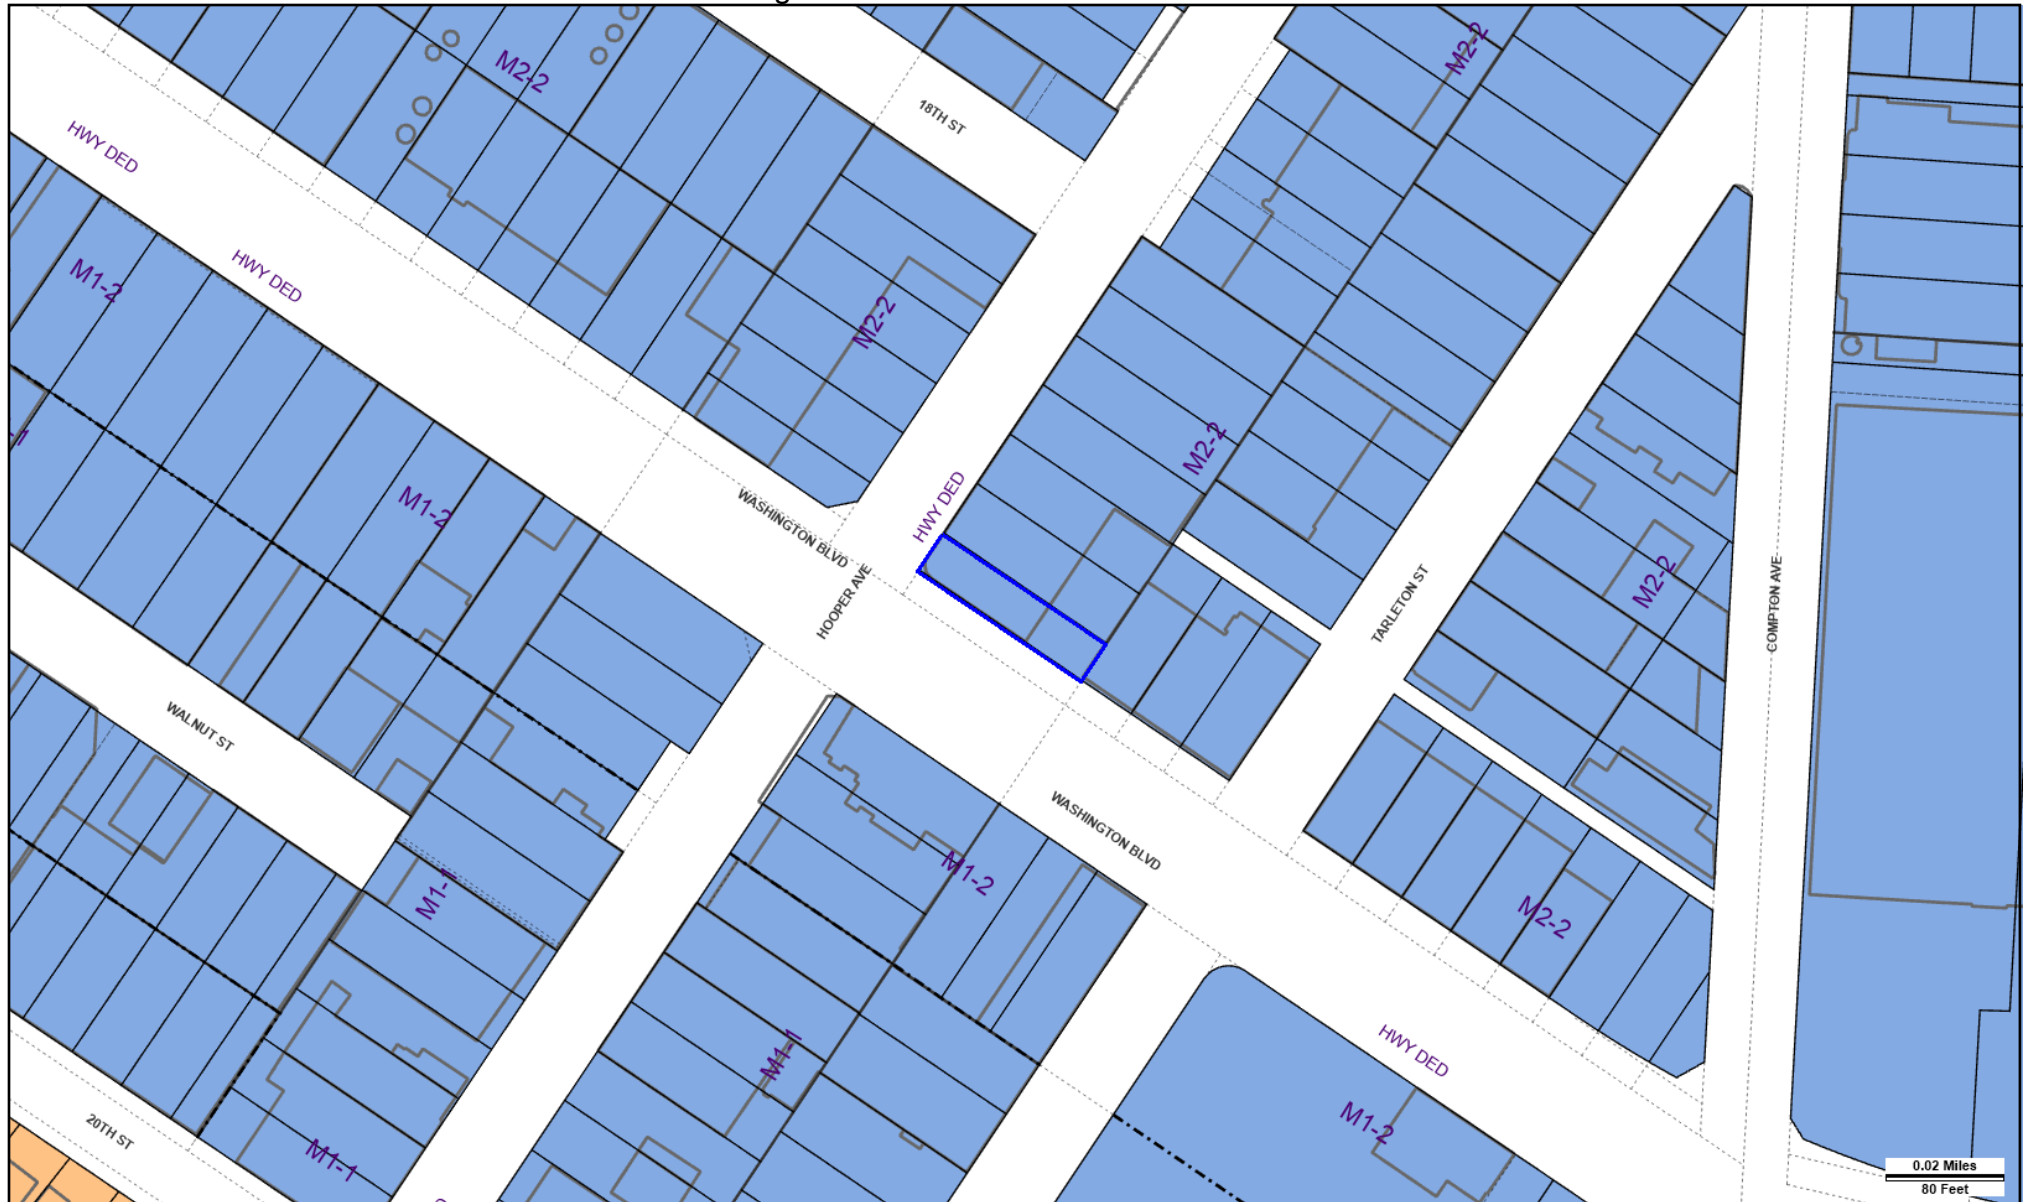 M2-2
M2-2
18TH ST
HWY DED
HWY DED
M1-2
M2-2
-1
M1-2
M2-2
HWY DED
WASHINGTON BLVD
HOOPER AVE
TARLETON ST
M2-2
COMPTON AVE
WALNUT ST
WASHINGTON BLVD
M1-2
M1-1
M2-2
M1-1
HWY DED
M1-2
20TH ST
M1-1
0.02 Miles
80 Feet